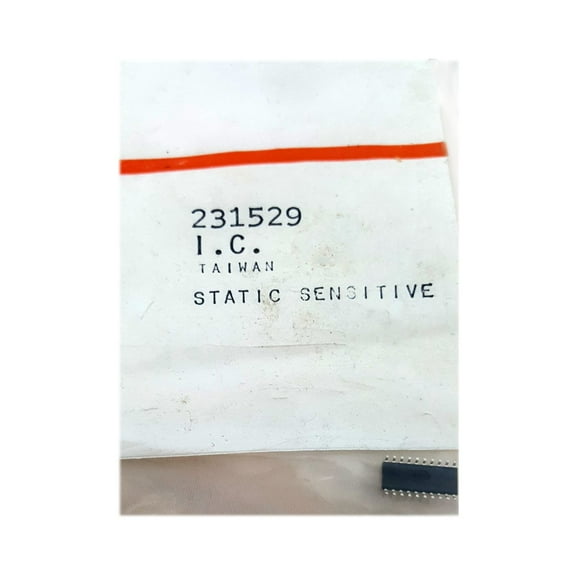 231529
I.C.
TAIWAN
STATIC SENSITIVE